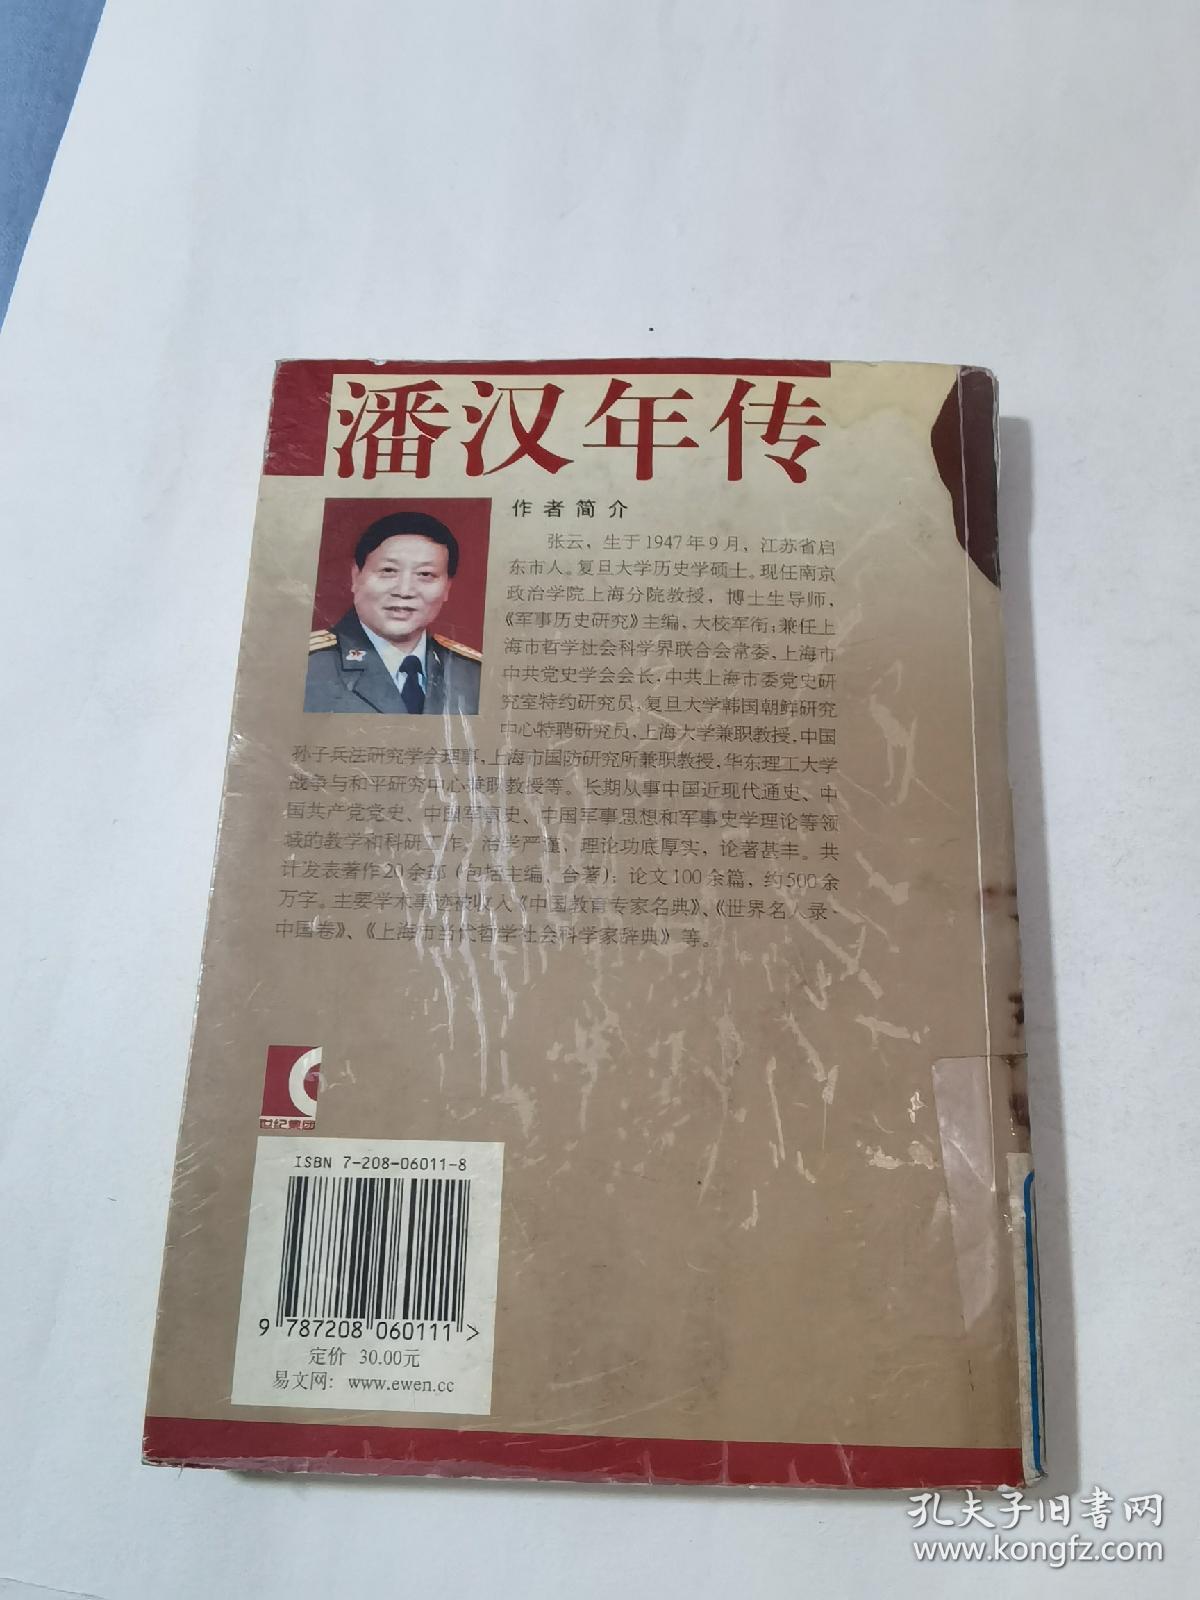 潘汉年传
作者简介
张云，生于1947年9月，江苏省启
东市人。复旦大学历史学硕士。现任南京
政治学院上海分院教授，博士生导师，
《军事历史研究》主编、大校军衔；兼任上
海市哲学社会科学界联合会常委，上海市
中共党史学会会长，中共上海市委党史研
究室特约研究员，复旦大学韩国朝鲜研究
中心特聘研究员，上海大学兼职教授，中国
孙子兵法研究学会理事，上海市国防研究所兼职教授，华东理工大学
战争与和平研究中心兼职教授等。长期从事中国近现代通史、中
国共产党党史、中国军事史、中国军事思想和军事史学理论等领
域的教学和科研工作。治学严谨，理论功底厚实，论著甚丰。共
计发表著作20余部（包括主编、合著）；论文100余篇，约500余
万字。主要学术事迹被收入《中国教育专家名典》、《世界名人录·
中国卷》、《上海市当代哲学社会科学家辞典》等。
世纪集团
ISBN 7-208-06011-8
9 787208 060111 >
定价 30.00元
易文网: www.ewen.cc
孔夫子旧书网
www.kongfz.com